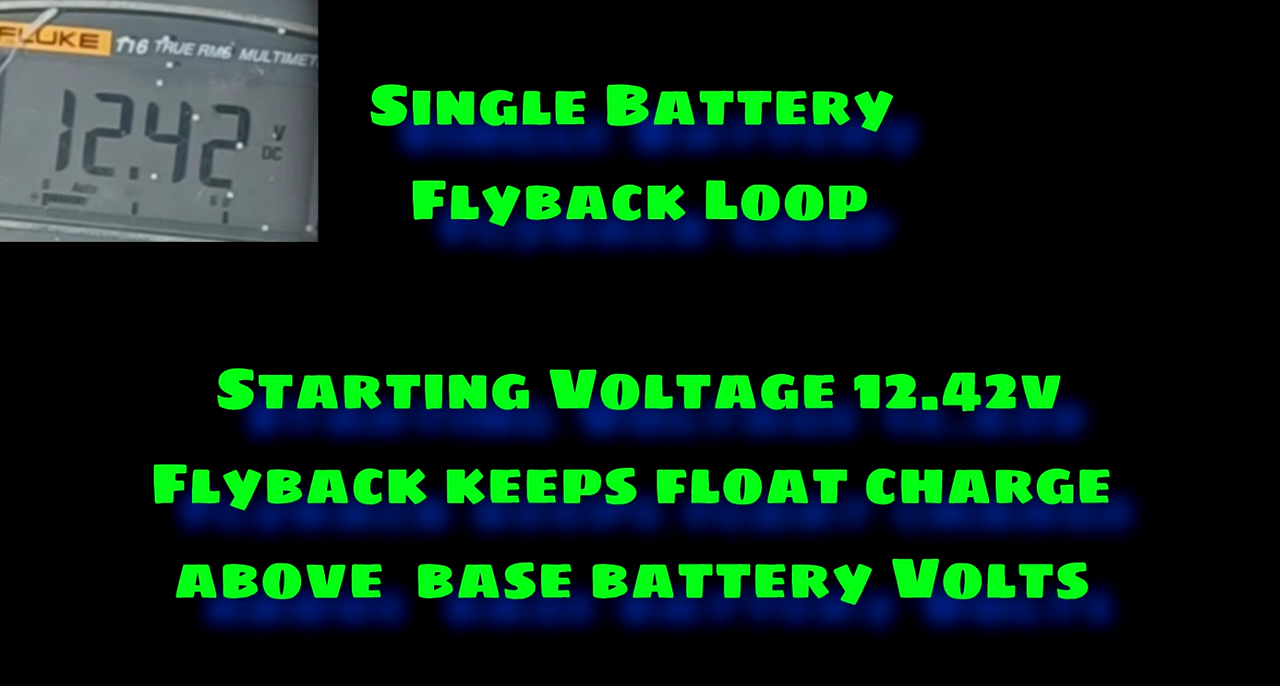 FLUKE 116 TRUE RMS MULTIMET
12.42 V
DC
Auto
Single Battery
Flyback Loop
Starting Voltage 12.42v
Flyback keeps float charge
above base battery Volts